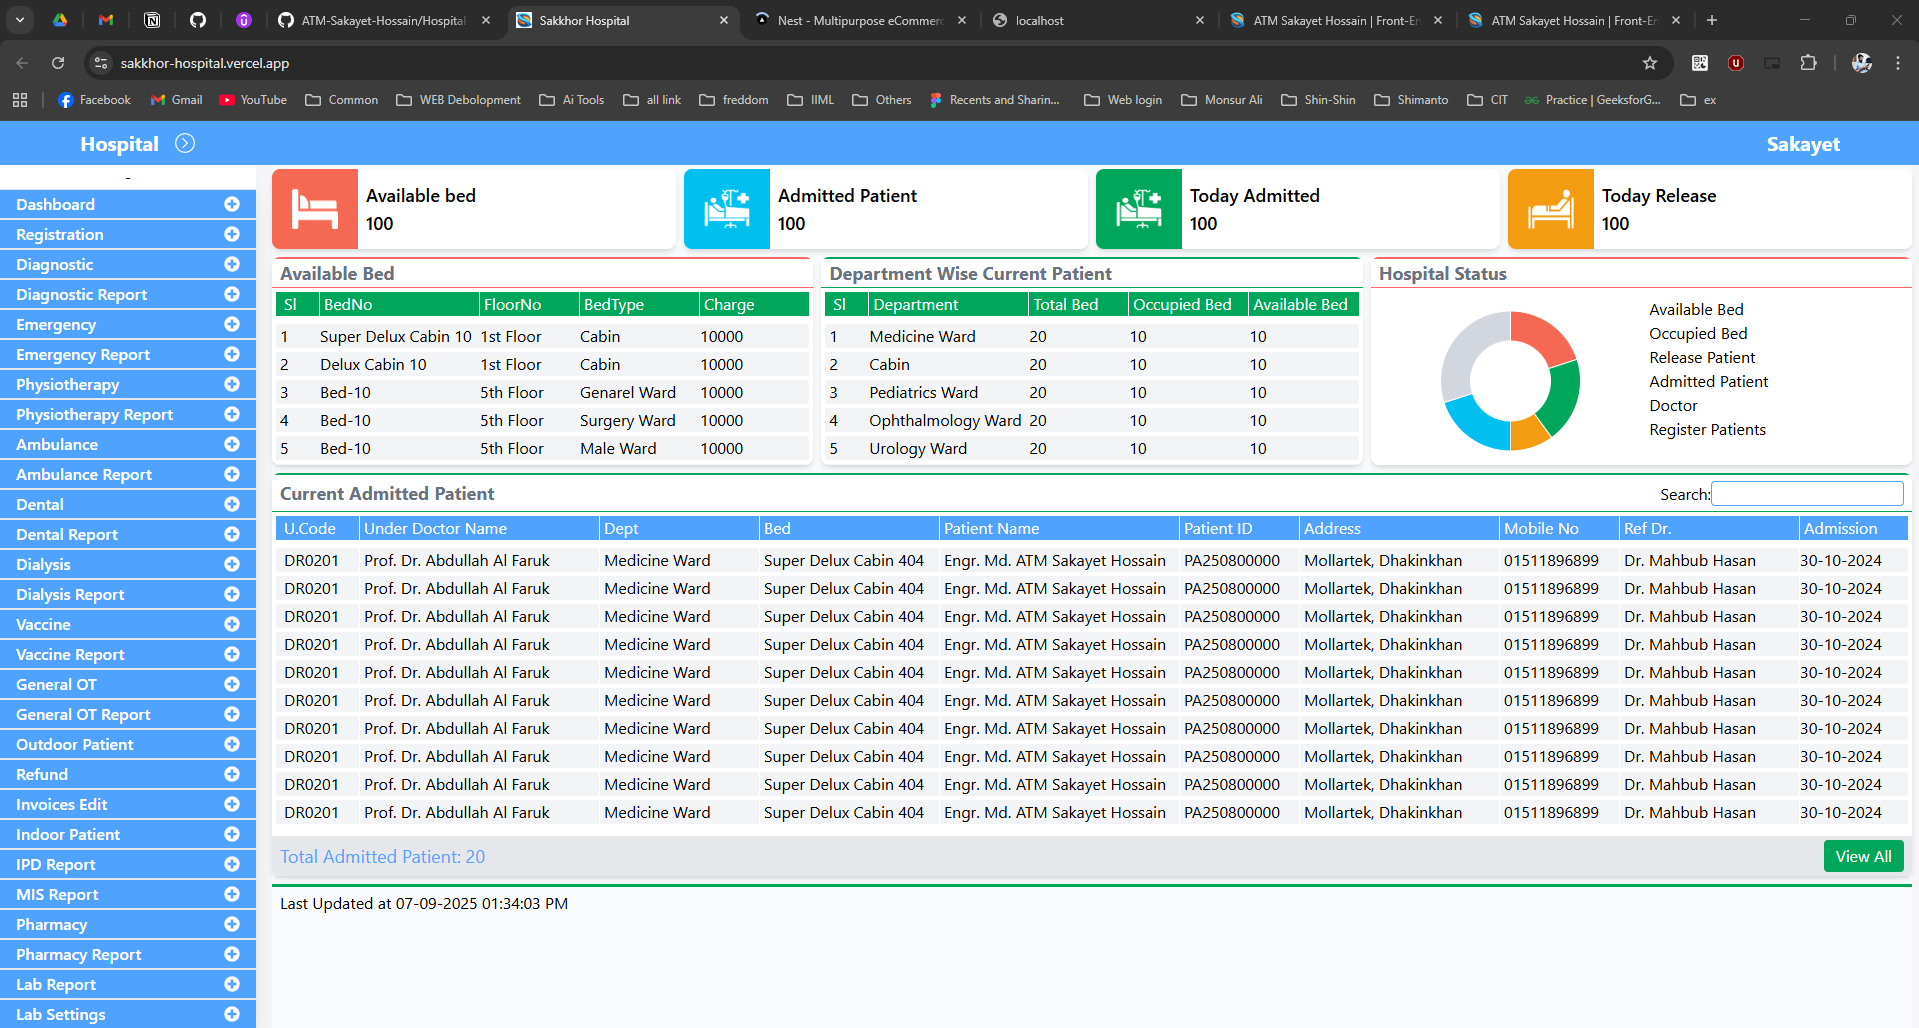 ATM-Sakayet-Hossain/Hospital-
Sakkhor Hospital
Nest - Multipurpose eCommerc
localhost
ATM Sakayet Hossain | Front-En
ATM Sakayet Hossain | Front-En
sakkhor-hospital.vercel.app
Facebook
Gmail
YouTube
Common
WEB Debolopment
Ai Tools
all link
freddom
IIML
Others
Recents and Sharin...
Web login
Monsur Ali
Shin-Shin
Shimanto
CIT
Practice | GeeksforG...
ex
Hospital
Sakayet
-
Dashboard
Registration
Diagnostic
Diagnostic Report
Emergency
Emergency Report
Physiotherapy
Physiotherapy Report
Ambulance
Ambulance Report
Dental
Dental Report
Dialysis
Dialysis Report
Vaccine
Vaccine Report
General OT
General OT Report
Outdoor Patient
Refund
Invoices Edit
Indoor Patient
IPD Report
MIS Report
Pharmacy
Pharmacy Report
Lab Report
Lab Settings
Available bed
100
Admitted Patient
100
Today Admitted
100
Today Release
100
Available Bed
Sl BedNo FloorNo BedType Charge
1 Super Delux Cabin 10 1st Floor Cabin 10000
2 Delux Cabin 10 1st Floor Cabin 10000
3 Bed-10 5th Floor Genarel Ward 10000
4 Bed-10 5th Floor Surgery Ward 10000
5 Bed-10 5th Floor Male Ward 10000
Department Wise Current Patient
Sl Department Total Bed Occupied Bed Available Bed
1 Medicine Ward 20 10 10
2 Cabin 20 10 10
3 Pediatrics Ward 20 10 10
4 Ophthalmology Ward 20 10 10
5 Urology Ward 20 10 10
Hospital Status
Available Bed
Occupied Bed
Release Patient
Admitted Patient
Doctor
Register Patients
Current Admitted Patient
Search:
U.Code Under Doctor Name Dept Bed Patient Name Patient ID Address Mobile No Ref Dr. Admission
DR0201 Prof. Dr. Abdullah Al Faruk Medicine Ward Super Delux Cabin 404 Engr. Md. ATM Sakayet Hossain PA250800000 Mollartek, Dhakinkhan 01511896899 Dr. Mahbub Hasan 30-10-2024
DR0201 Prof. Dr. Abdullah Al Faruk Medicine Ward Super Delux Cabin 404 Engr. Md. ATM Sakayet Hossain PA250800000 Mollartek, Dhakinkhan 01511896899 Dr. Mahbub Hasan 30-10-2024
DR0201 Prof. Dr. Abdullah Al Faruk Medicine Ward Super Delux Cabin 404 Engr. Md. ATM Sakayet Hossain PA250800000 Mollartek, Dhakinkhan 01511896899 Dr. Mahbub Hasan 30-10-2024
DR0201 Prof. Dr. Abdullah Al Faruk Medicine Ward Super Delux Cabin 404 Engr. Md. ATM Sakayet Hossain PA250800000 Mollartek, Dhakinkhan 01511896899 Dr. Mahbub Hasan 30-10-2024
DR0201 Prof. Dr. Abdullah Al Faruk Medicine Ward Super Delux Cabin 404 Engr. Md. ATM Sakayet Hossain PA250800000 Mollartek, Dhakinkhan 01511896899 Dr. Mahbub Hasan 30-10-2024
DR0201 Prof. Dr. Abdullah Al Faruk Medicine Ward Super Delux Cabin 404 Engr. Md. ATM Sakayet Hossain PA250800000 Mollartek, Dhakinkhan 01511896899 Dr. Mahbub Hasan 30-10-2024
DR0201 Prof. Dr. Abdullah Al Faruk Medicine Ward Super Delux Cabin 404 Engr. Md. ATM Sakayet Hossain PA250800000 Mollartek, Dhakinkhan 01511896899 Dr. Mahbub Hasan 30-10-2024
DR0201 Prof. Dr. Abdullah Al Faruk Medicine Ward Super Delux Cabin 404 Engr. Md. ATM Sakayet Hossain PA250800000 Mollartek, Dhakinkhan 01511896899 Dr. Mahbub Hasan 30-10-2024
DR0201 Prof. Dr. Abdullah Al Faruk Medicine Ward Super Delux Cabin 404 Engr. Md. ATM Sakayet Hossain PA250800000 Mollartek, Dhakinkhan 01511896899 Dr. Mahbub Hasan 30-10-2024
DR0201 Prof. Dr. Abdullah Al Faruk Medicine Ward Super Delux Cabin 404 Engr. Md. ATM Sakayet Hossain PA250800000 Mollartek, Dhakinkhan 01511896899 Dr. Mahbub Hasan 30-10-2024
Total Admitted Patient: 20
View All
Last Updated at 07-09-2025 01:34:03 PM